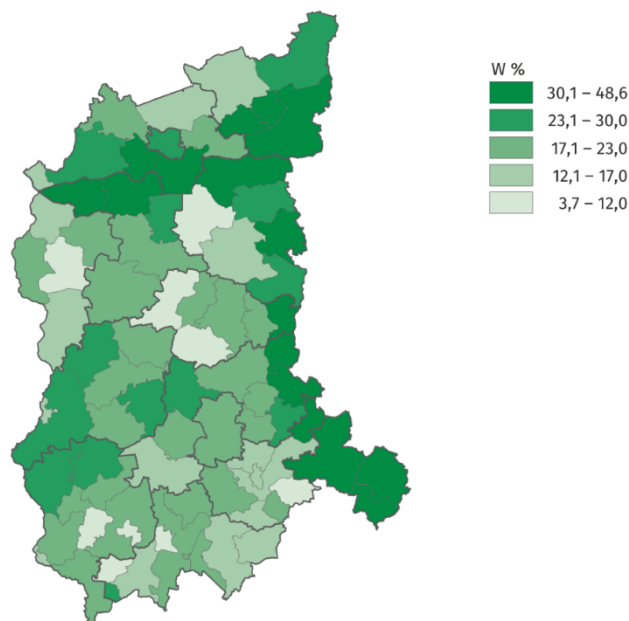 W %
30,1 – 48,6
23,1 – 30,0
17,1 – 23,0
12,1 – 17,0
3,7 – 12,0